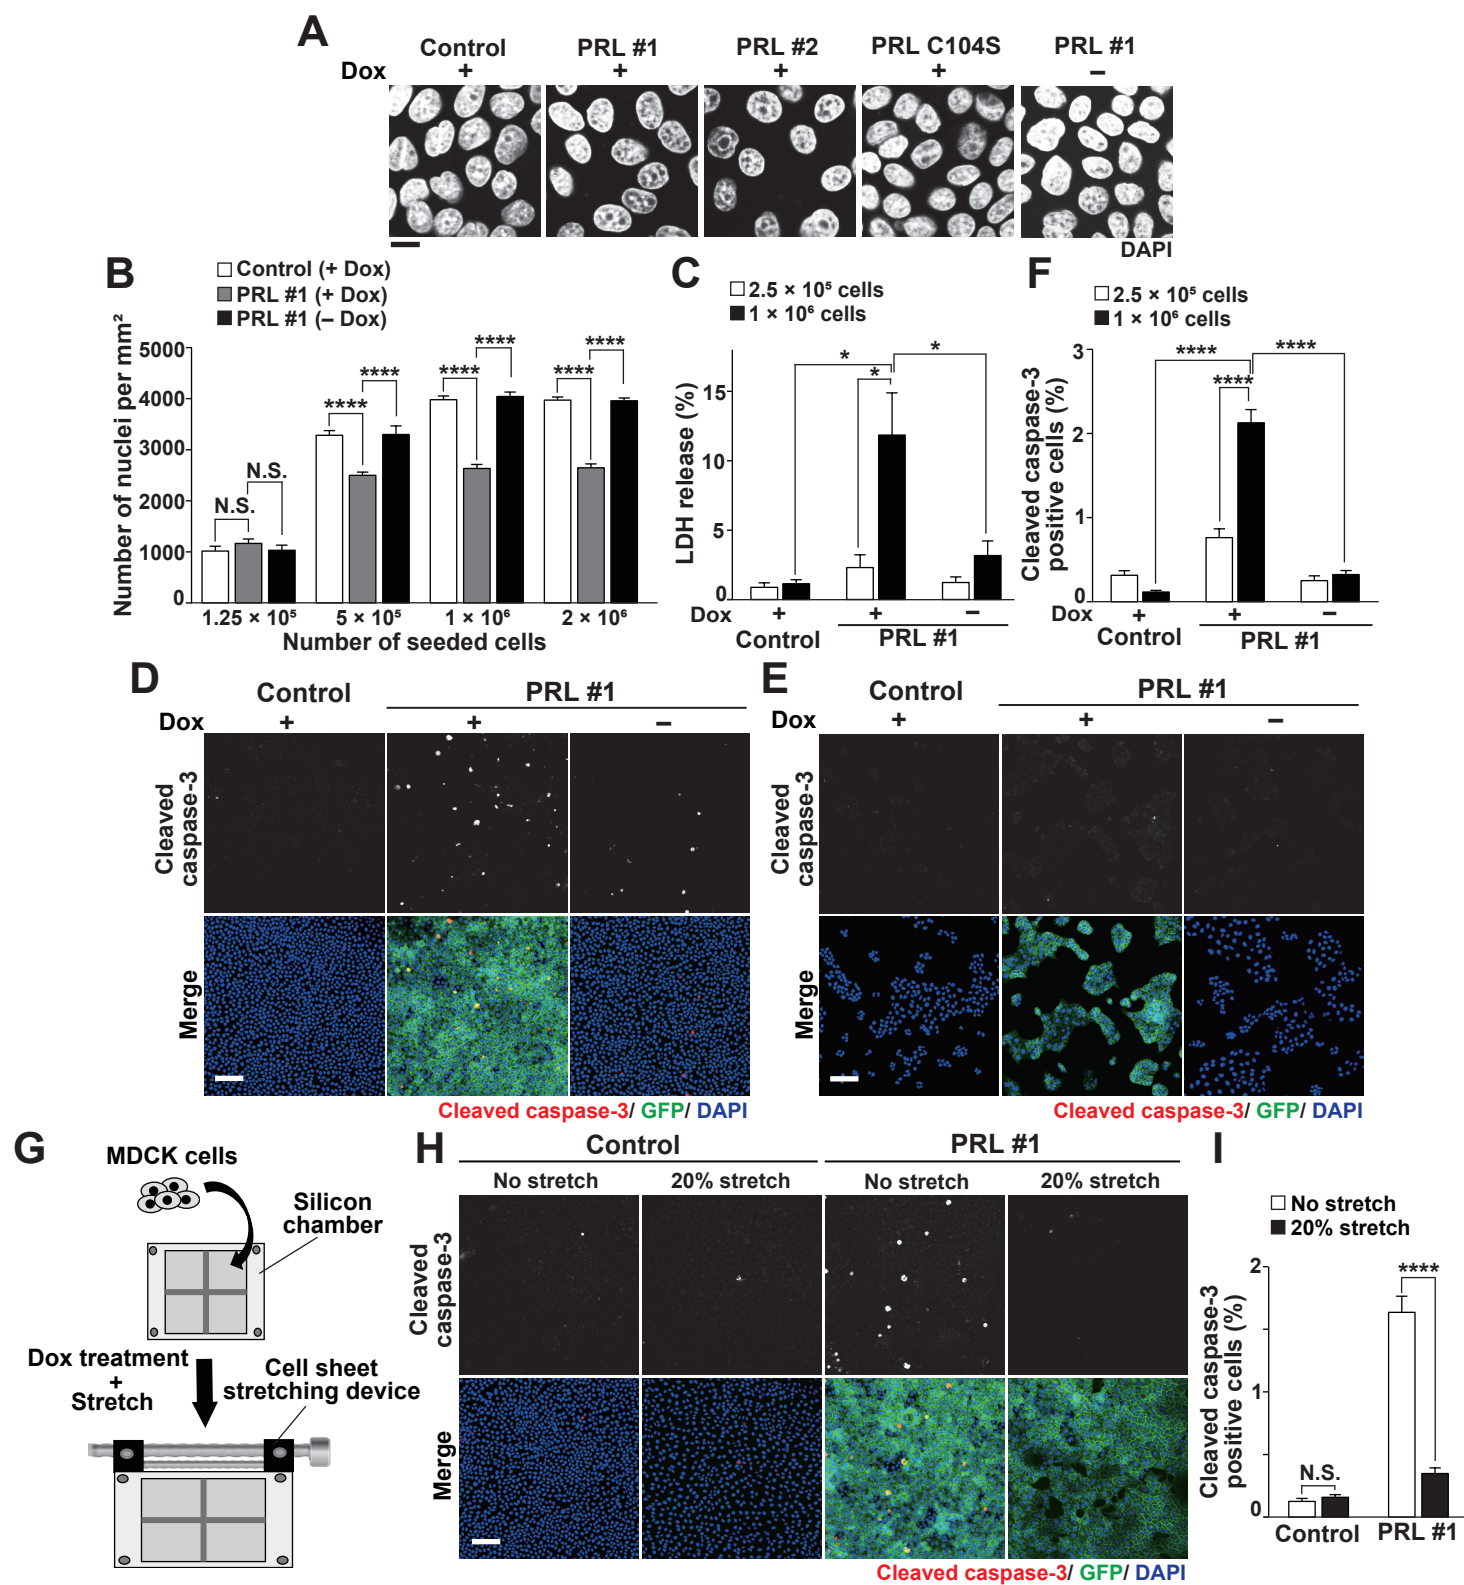 A
Control PRL #1 PRL #2 PRL C104S PRL #1
Dox + + + + –
DAPI
B
Control (+ Dox)
PRL #1 (+ Dox)
PRL #1 (– Dox)
Number of nuclei per mm²
5000
4000
3000
2000
1000
0
N.S.
N.S.
****
****
****
****
****
****
1.25 × 10⁵ 5 × 10⁵ 1 × 10⁶ 2 × 10⁶
Number of seeded cells
C
2.5 × 10⁵ cells
1 × 10⁶ cells
LDH release (%)
15
10
5
0
*
*
*
Dox + + –
Control PRL #1
F
2.5 × 10⁵ cells
1 × 10⁶ cells
Cleaved caspase-3
positive cells (%)
3
2
1
0
****
****
****
Dox + + –
Control PRL #1
D
Control PRL #1
Dox + + –
Cleaved
caspase-3
Merge
Cleaved caspase-3/ GFP/ DAPI
E
Control PRL #1
Dox + + –
Cleaved
caspase-3
Merge
Cleaved caspase-3/ GFP/ DAPI
G
MDCK cells
Silicon
chamber
Dox treatment
+
Stretch
Cell sheet
stretching device
H
Control PRL #1
No stretch 20% stretch No stretch 20% stretch
Cleaved
caspase-3
Merge
Cleaved caspase-3/ GFP/ DAPI
I
No stretch
20% stretch
Cleaved caspase-3
positive cells (%)
2
1
0
N.S.
****
Control PRL #1